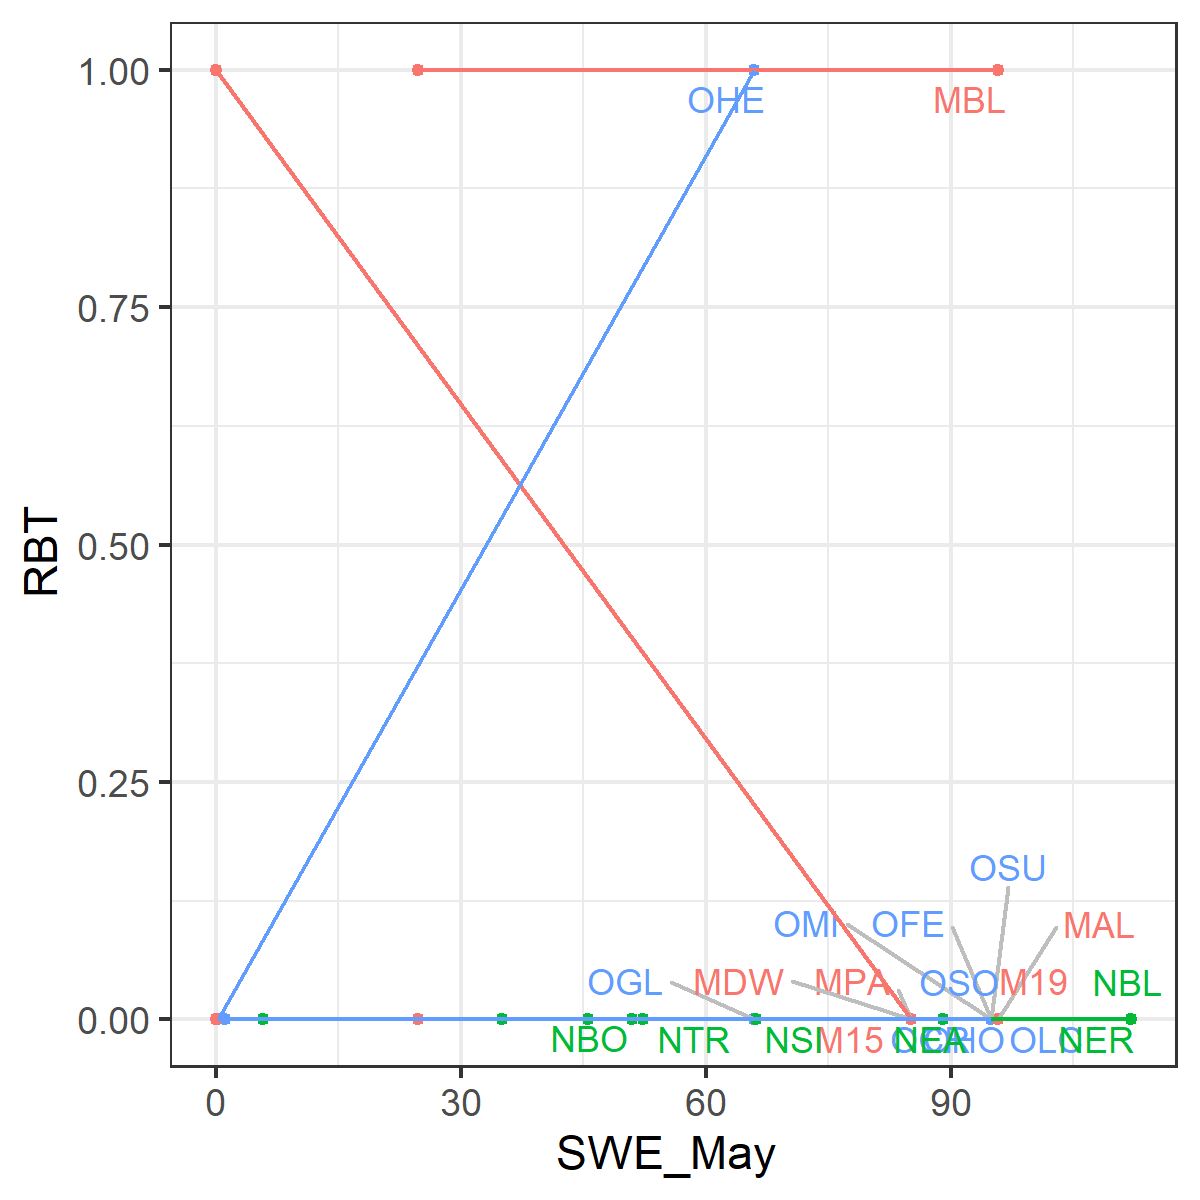 1.00
OHE
MBL
0.75
RBT
0.50
0.25
OSU
OMI
OFE
MAL
OGL
MDW
MPA
OSO
M19
NBL
0.00
NBO
NTR
NSI
M15
NER
0
30
60
90
SWE_May